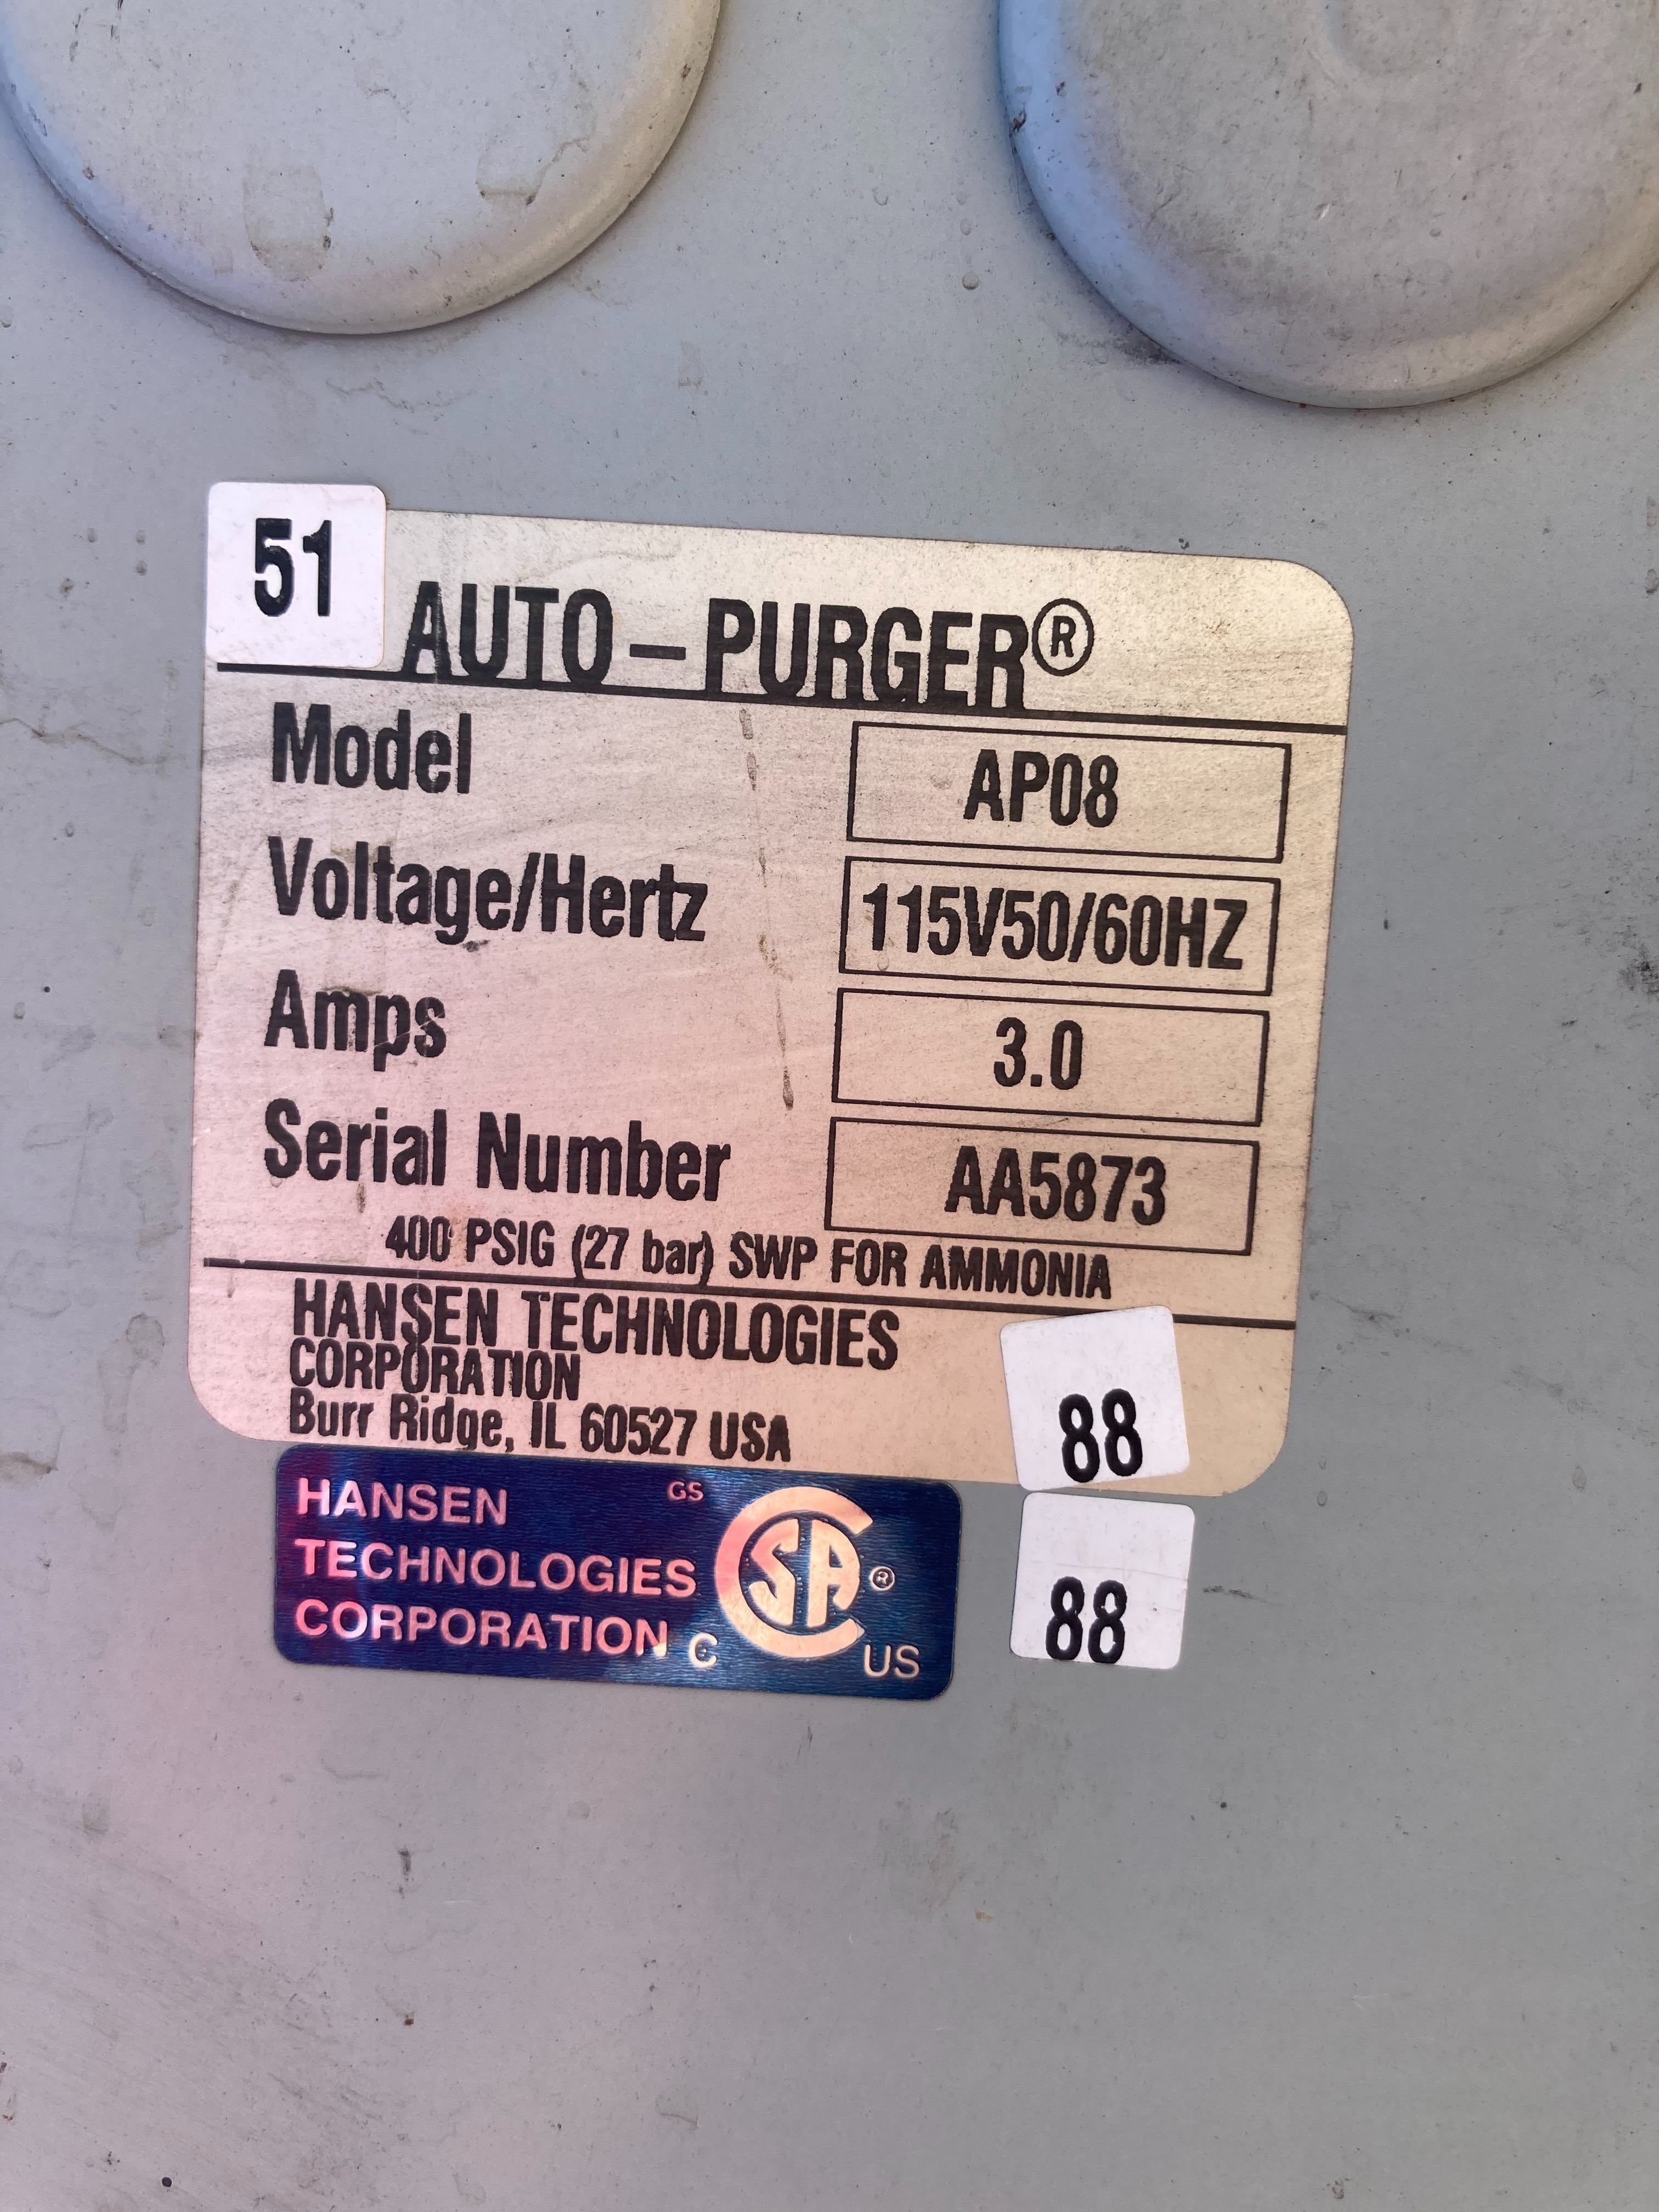 51
AUTO-PURGER®
Model AP08
Voltage/Hertz 115V50/60HZ
Amps 3.0
Serial Number AA5873
400 PSIG (27 bar) SWP FOR AMMONIA
HANSEN TECHNOLOGIES
CORPORATION
Burr Ridge, IL 60527 USA
88
HANSEN
TECHNOLOGIES
CORPORATION
GS
C SA ®
C US
88